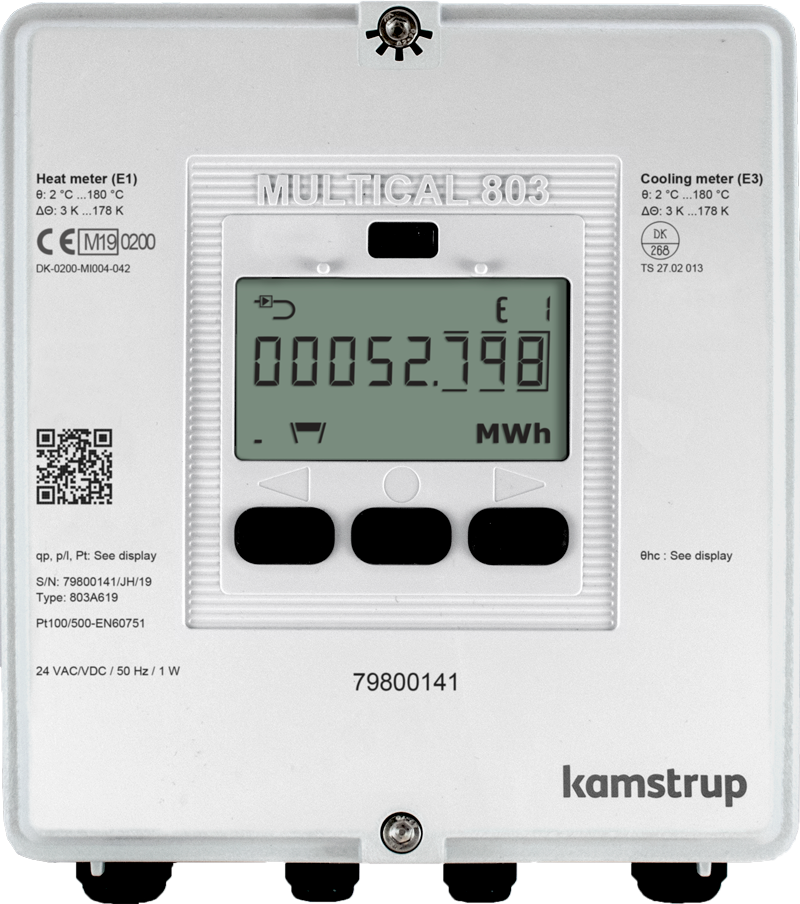 MULTICAL 803
Heat meter (E1)
θ: 2 °C ...180 °C
ΔΘ: 3 K ...178 K
CE M19 0200
DK-0200-MI004-042
Cooling meter (E3)
θ: 2 °C ...180 °C
ΔΘ: 3 K ...178 K
DK
268
TS 27.02 013
E 1
00052.798
MWh
qp, p/l, Pt: See display
S/N: 79800141/JH/19
Type: 803A619
Pt100/500-EN60751
24 VAC/VDC / 50 Hz / 1 W
θhc : See display
79800141
kamstrup